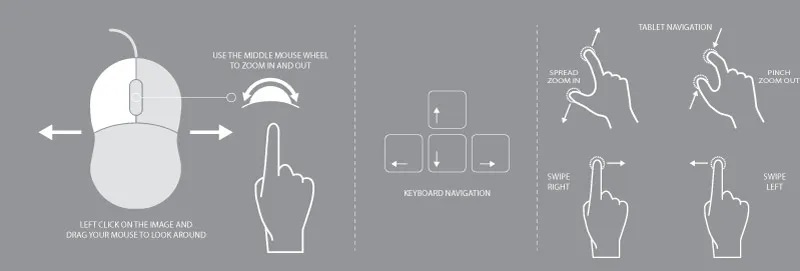 USE THE MIDDLE MOUSE WHEEL
TO ZOOM IN AND OUT
LEFT CLICK ON THE IMAGE AND
DRAG YOUR MOUSE TO LOOK AROUND
KEYBOARD NAVIGATION
TABLET NAVIGATION
SPREAD
ZOOM IN
PINCH
ZOOM OUT
SWIPE
RIGHT
SWIPE
LEFT